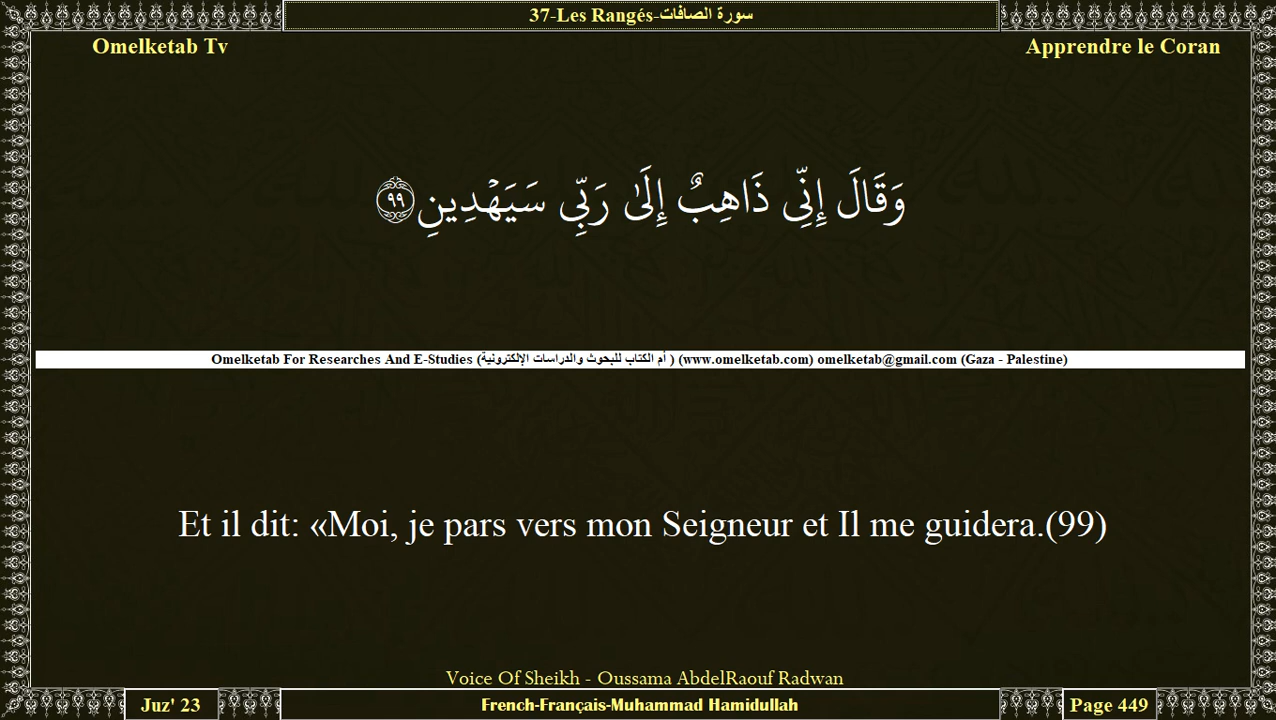 37-Les Rangés-سورة الصافات
Omelketab Tv
Apprendre le Coran
وَقَالَ إِنِّى ذَاهِبٌ إِلَىٰ رَبِّى سَيَهْدِينِ ٩٩
Omelketab For Researches And E-Studies (أم الكتاب للبحوث والدراسات الإلكترونية ) (www.omelketab.com) omelketab@gmail.com (Gaza - Palestine)
Et il dit: «Moi, je pars vers mon Seigneur et Il me guidera.(99)
Voice Of Sheikh - Oussama AbdelRaouf Radwan
Juz' 23
French-Français-Muhammad Hamidullah
Page 449